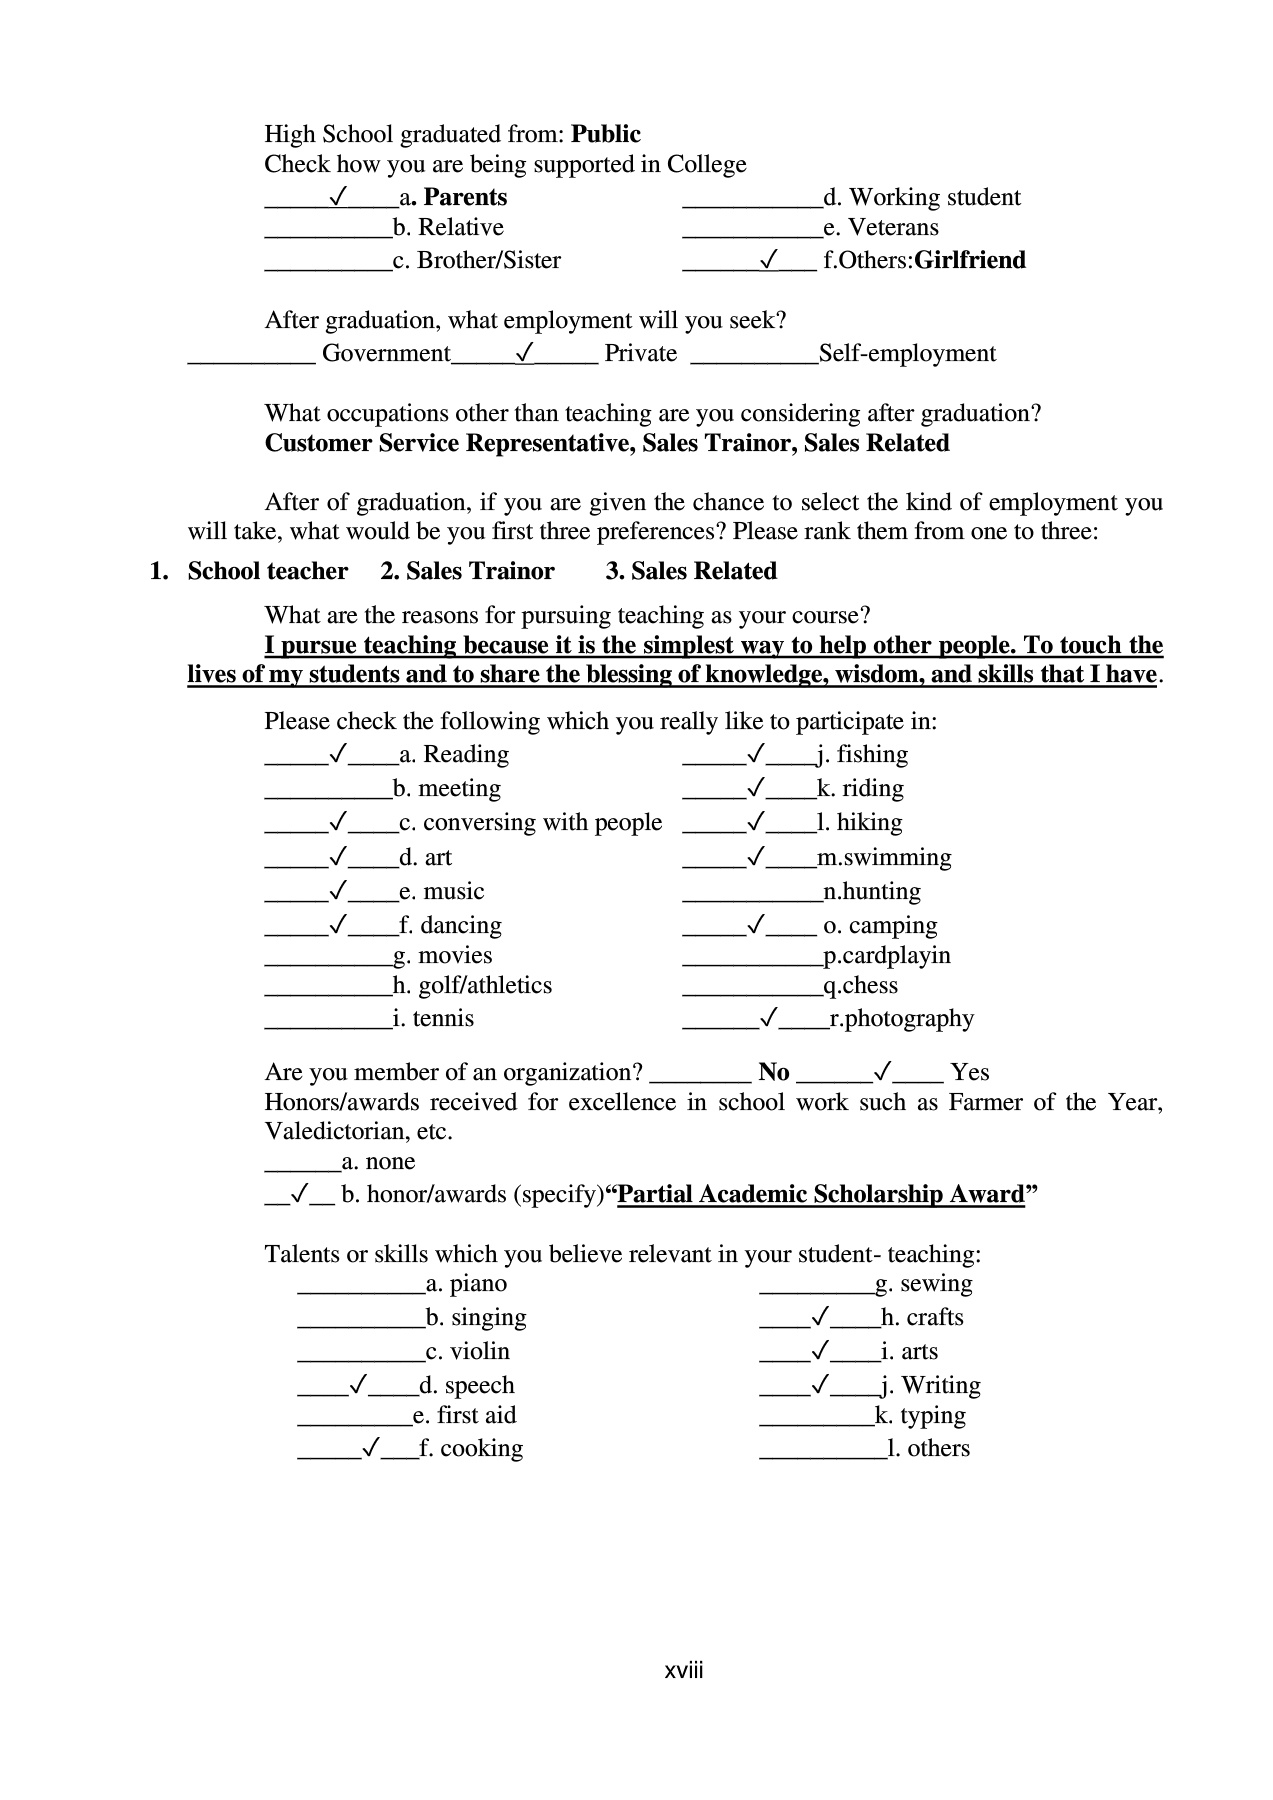 High School graduated from: Public
Check how you are being supported in College
_____✓____a. Parents ___________d. Working student
__________b. Relative ___________e. Veterans
__________c. Brother/Sister ______✓___ f.Others:Girlfriend
After graduation, what employment will you seek?
__________ Government_____✓_____ Private __________Self-employment
What occupations other than teaching are you considering after graduation?
Customer Service Representative, Sales Trainor, Sales Related
After of graduation, if you are given the chance to select the kind of employment you
will take, what would be you first three preferences? Please rank them from one to three:
1. School teacher 2. Sales Trainor 3. Sales Related
What are the reasons for pursuing teaching as your course?
I pursue teaching because it is the simplest way to help other people. To touch the
lives of my students and to share the blessing of knowledge, wisdom, and skills that I have.
Please check the following which you really like to participate in:
_____✓____a. Reading _____✓____j. fishing
__________b. meeting _____✓____k. riding
_____✓____c. conversing with people _____✓____l. hiking
_____✓____d. art _____✓____m.swimming
_____✓____e. music ___________n.hunting
_____✓____f. dancing _____✓____ o. camping
__________g. movies ___________p.cardplayin
__________h. golf/athletics ___________q.chess
__________i. tennis ______✓____r.photography
Are you member of an organization? ________ No ______✓____ Yes
Honors/awards received for excellence in school work such as Farmer of the Year,
Valedictorian, etc.
______a. none
__✓__ b. honor/awards (specify)“Partial Academic Scholarship Award”
Talents or skills which you believe relevant in your student- teaching:
__________a. piano _________g. sewing
__________b. singing ____✓____h. crafts
__________c. violin ____✓____i. arts
____✓____d. speech ____✓____j. Writing
_________e. first aid _________k. typing
_____✓___f. cooking __________l. others
xviii